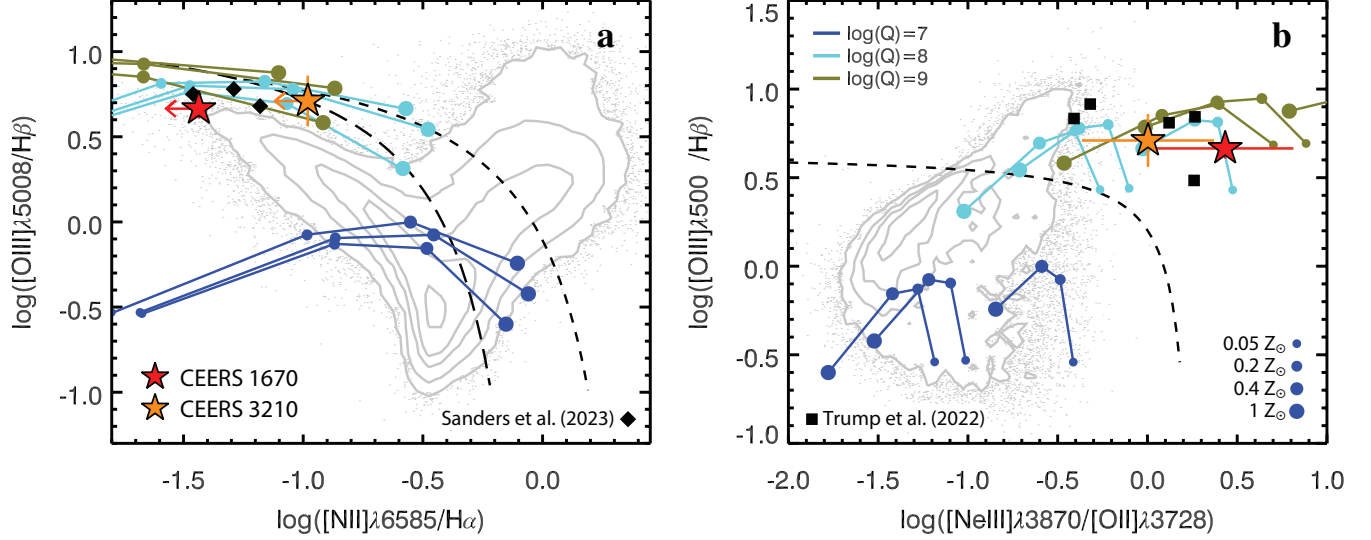 a
1.0
0.5
0.0
-0.5
-1.0
log([OIII]λ5008/Hβ)
CEERS 1670
CEERS 3210
Sanders et al. (2023)
-1.5 -1.0 -0.5 0.0
log([NII]λ6585/Hα)
b
log(Q)=7
log(Q)=8
log(Q)=9
1.5
1.0
0.5
0.0
-0.5
-1.0
log([OIII]λ500 /Hβ)
0.05 Z⊙
0.2 Z⊙
0.4 Z⊙
1 Z⊙
Trump et al. (2022)
-2.0 -1.5 -1.0 -0.5 0.0 0.5 1.0
log([NeIII]λ3870/[OII]λ3728)